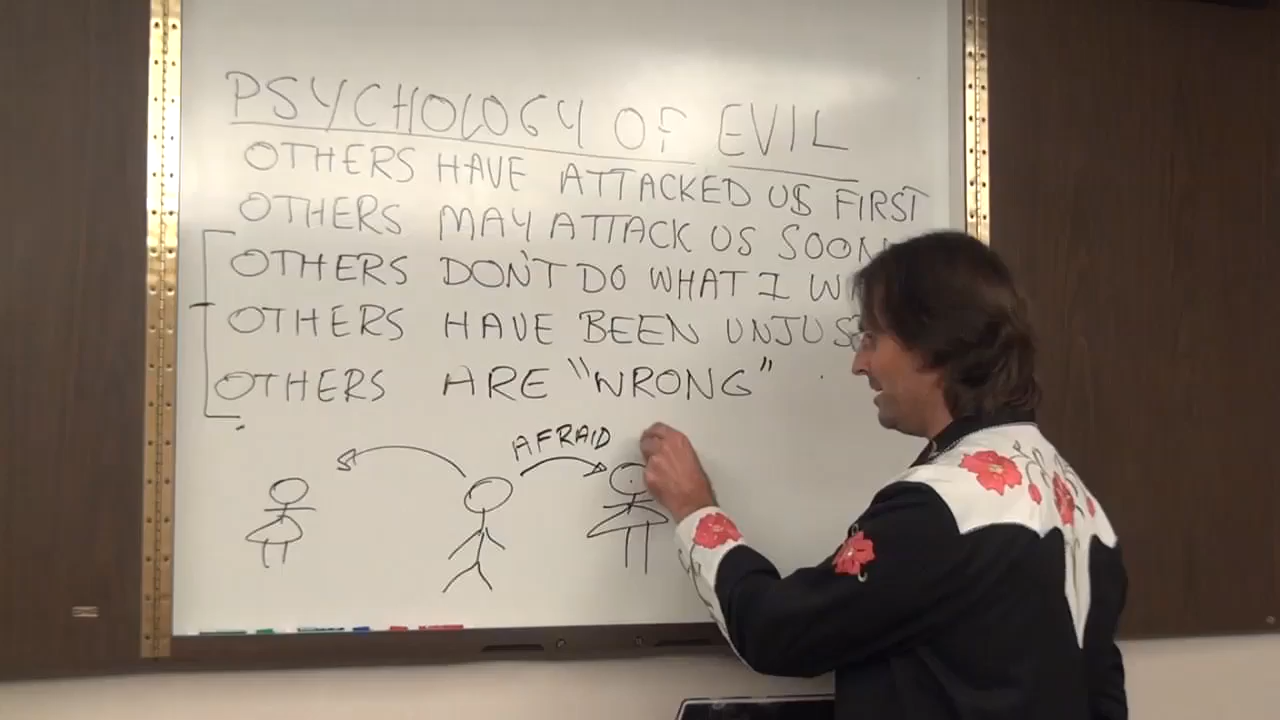 PSYCHOLOGY OF EVIL
OTHERS HAVE ATTACKED US FIRST
OTHERS MAY ATTACK US SOON
OTHERS DON'T DO WHAT I
OTHERS HAVE BEEN
OTHERS ARE "WRONG"
AFRAID